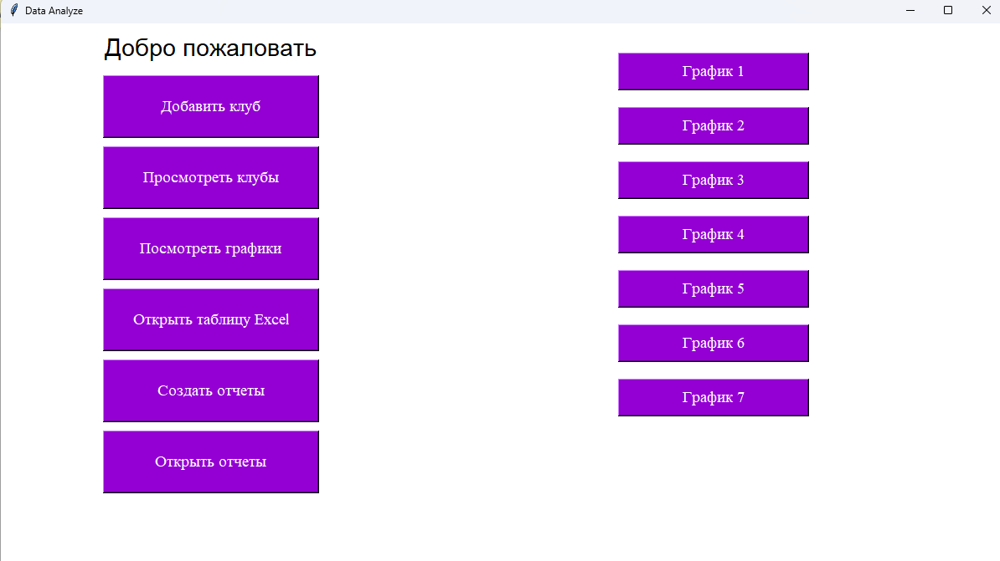 Data Analyze
Добро пожаловать
Добавить клуб
Просмотреть клубы
Посмотреть графики
Открыть таблицу Excel
Создать отчеты
Открыть отчеты
График 1
График 2
График 3
График 4
График 5
График 6
График 7